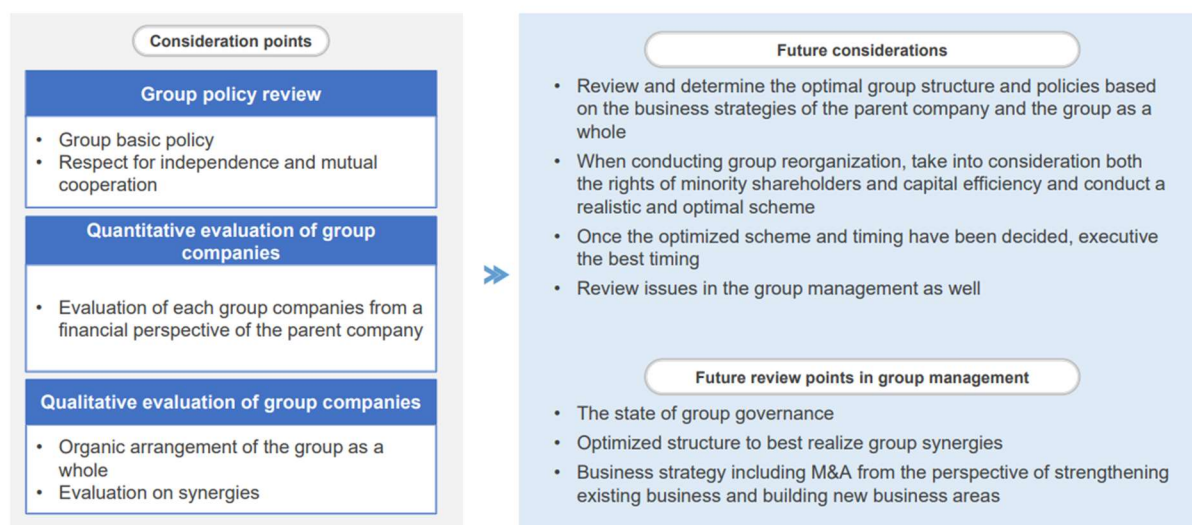 Consideration points
Group policy review
• Group basic policy
• Respect for independence and mutual
cooperation
Quantitative evaluation of group
companies
• Evaluation of each group companies from a
financial perspective of the parent company
Qualitative evaluation of group companies
• Organic arrangement of the group as a
whole
• Evaluation on synergies
Future considerations
• Review and determine the optimal group structure and policies based
on the business strategies of the parent company and the group as a
whole
• When conducting group reorganization, take into consideration both
the rights of minority shareholders and capital efficiency and conduct a
realistic and optimal scheme
• Once the optimized scheme and timing have been decided, executive
the best timing
• Review issues in the group management as well
Future review points in group management
• The state of group governance
• Optimized structure to best realize group synergies
• Business strategy including M&A from the perspective of strengthening
existing business and building new business areas